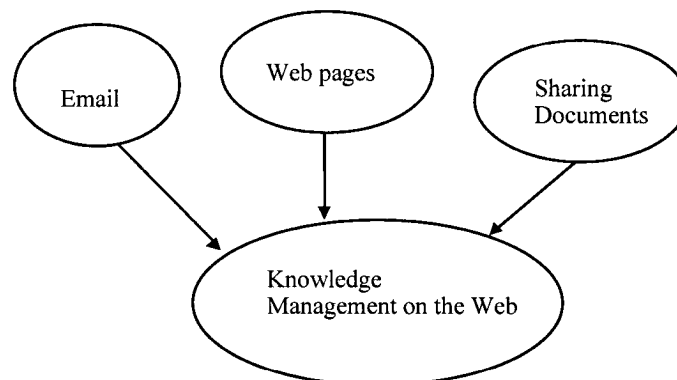 Email
Web pages
Sharing
Documents
Knowledge
Management on the Web